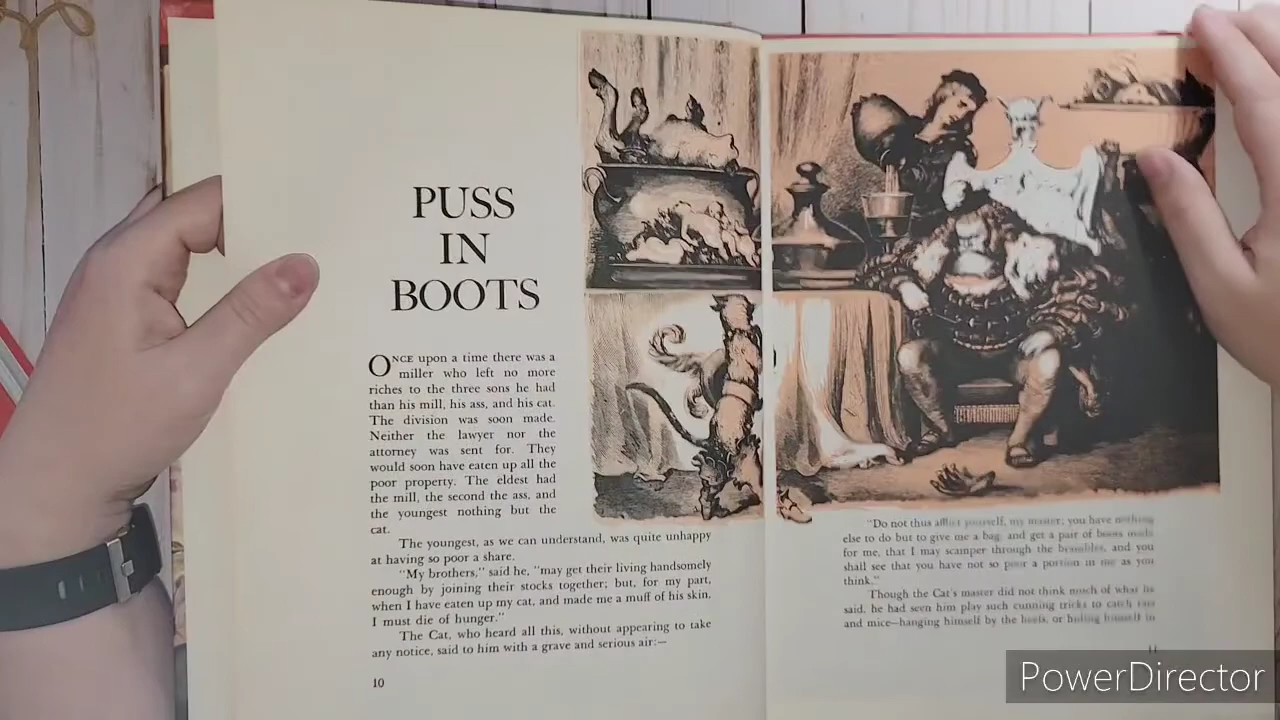 PUSS
IN
BOOTS
ONCE upon a time there was a
miller who left no more
riches to the three sons he had
than his mill, his ass, and his cat.
The division was soon made.
Neither the lawyer nor the
attorney was sent for. They
would soon have eaten up all the
poor property. The eldest had
the mill, the second the ass, and
the youngest nothing but the
cat.
The youngest, as we can understand, was quite unhappy
at having so poor a share.
"My brothers," said he, "may get their living handsomely
enough by joining their stocks together; but, for my part,
when I have eaten up my cat, and made me a muff of his skin,
I must die of hunger."
The Cat, who heard all this, without appearing to take
any notice, said to him with a grave and serious air:—
10
"Do not thus afflict yourself, my master; you have nothing
else to do but to give me a bag, and get a pair of boots made
for me, that I may scamper through the brambles, and you
shall see that you have not so poor a portion in me as you
think."
Though the Cat's master did not think much of what he
said, he had seen him play such cunning tricks to catch rats
and mice—hanging himself by the heels, or hiding himself in
11
PowerDirector